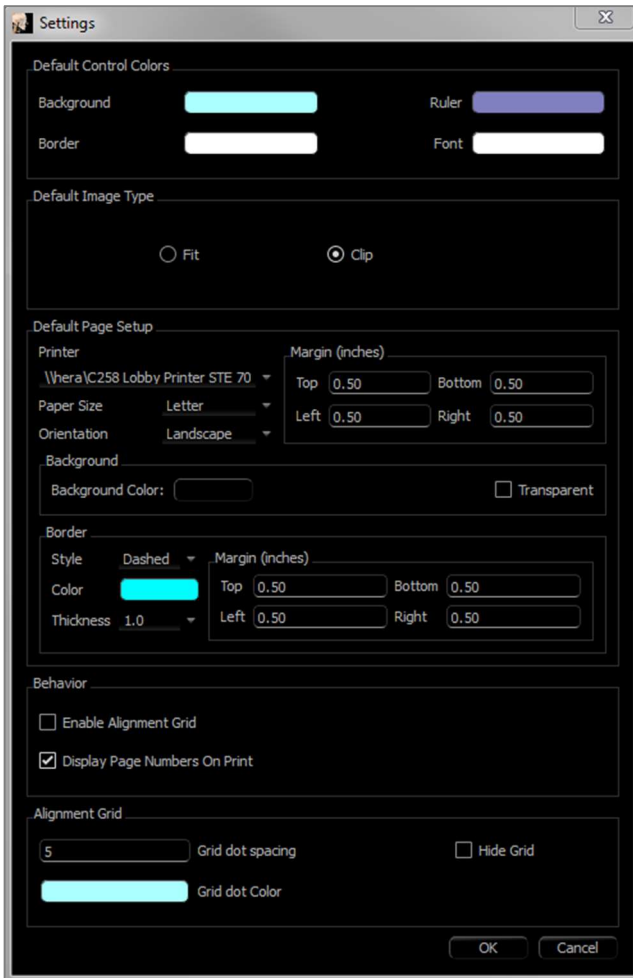 Settings
Default Control Colors
Background Ruler
Border Font
Default Image Type
Fit Clip
Default Page Setup
Printer Margin (inches)
\\hera\C258 Lobby Printer STE 70 Top 0.50 Bottom 0.50
Paper Size Letter
Left 0.50 Right 0.50
Orientation Landscape
Background
Background Color: Transparent
Border
Style Dashed Margin (inches)
Color Top 0.50 Bottom 0.50
Thickness 1.0 Left 0.50 Right 0.50
Behavior
Enable Alignment Grid
Display Page Numbers On Print
Alignment Grid
5 Grid dot spacing Hide Grid
Grid dot Color
OK Cancel